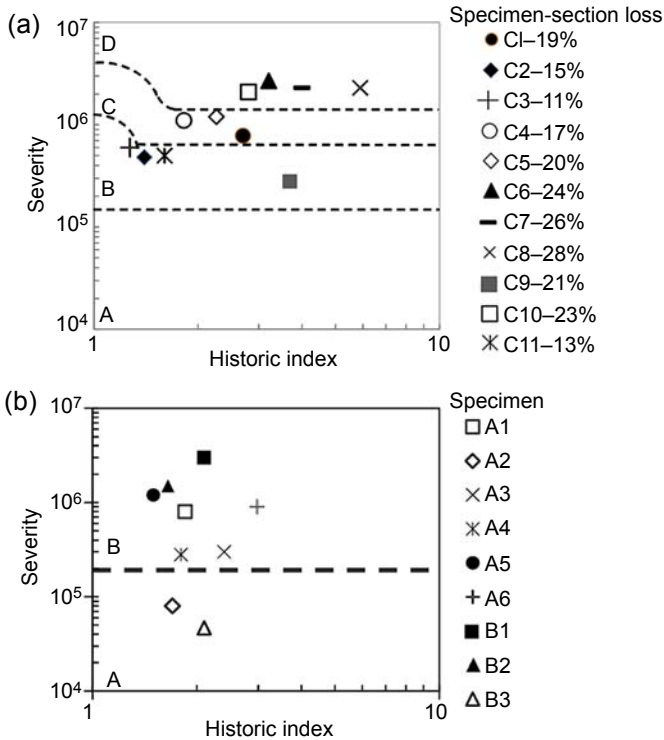 (a)
10⁷
D
C
10⁶
B
10⁵
A
10⁴
Severity
1
10
Historic index
Specimen-section loss
Cl–19%
C2–15%
C3–11%
C4–17%
C5–20%
C6–24%
C7–26%
C8–28%
C9–21%
C10–23%
C11–13%
(b)
10⁷
10⁶
B
10⁵
A
10⁴
Severity
1
10
Historic index
Specimen
A1
A2
A3
A4
A5
A6
B1
B2
B3